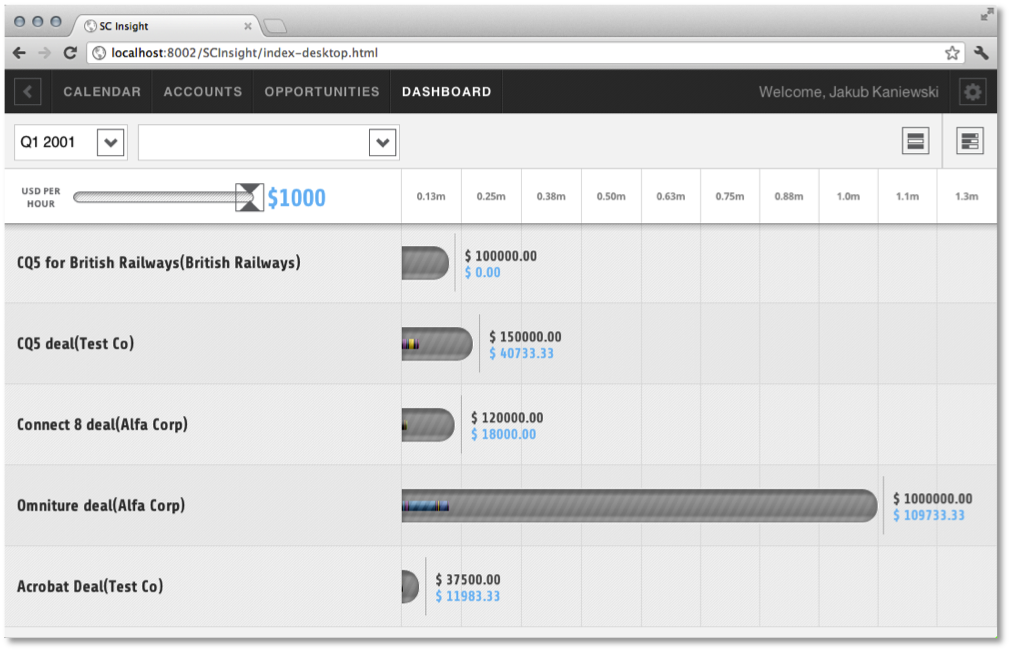 SC Insight
localhost:8002/SCInsight/index-desktop.html
CALENDAR ACCOUNTS OPPORTUNITIES DASHBOARD Welcome, Jakub Kaniewski
Q1 2001
USD PER
HOUR
$1000
0.13m 0.25m 0.38m 0.50m 0.63m 0.75m 0.88m 1.0m 1.1m 1.3m
CQ5 for British Railways(British Railways)
$ 100000.00
$ 0.00
CQ5 deal(Test Co)
$ 150000.00
$ 40733.33
Connect 8 deal(Alfa Corp)
$ 120000.00
$ 18000.00
Omniture deal(Alfa Corp)
$ 1000000.00
$ 109733.33
Acrobat Deal(Test Co)
$ 37500.00
$ 11983.33